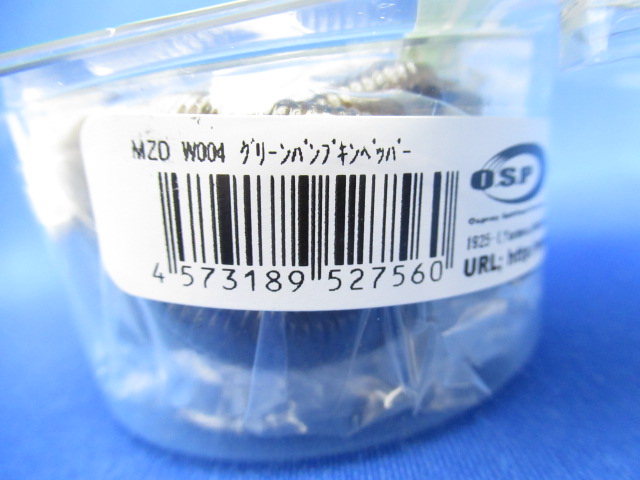 MZD W004 グリーンパンプキンペッパー
4 573189 527560
O.S.P
URL: http